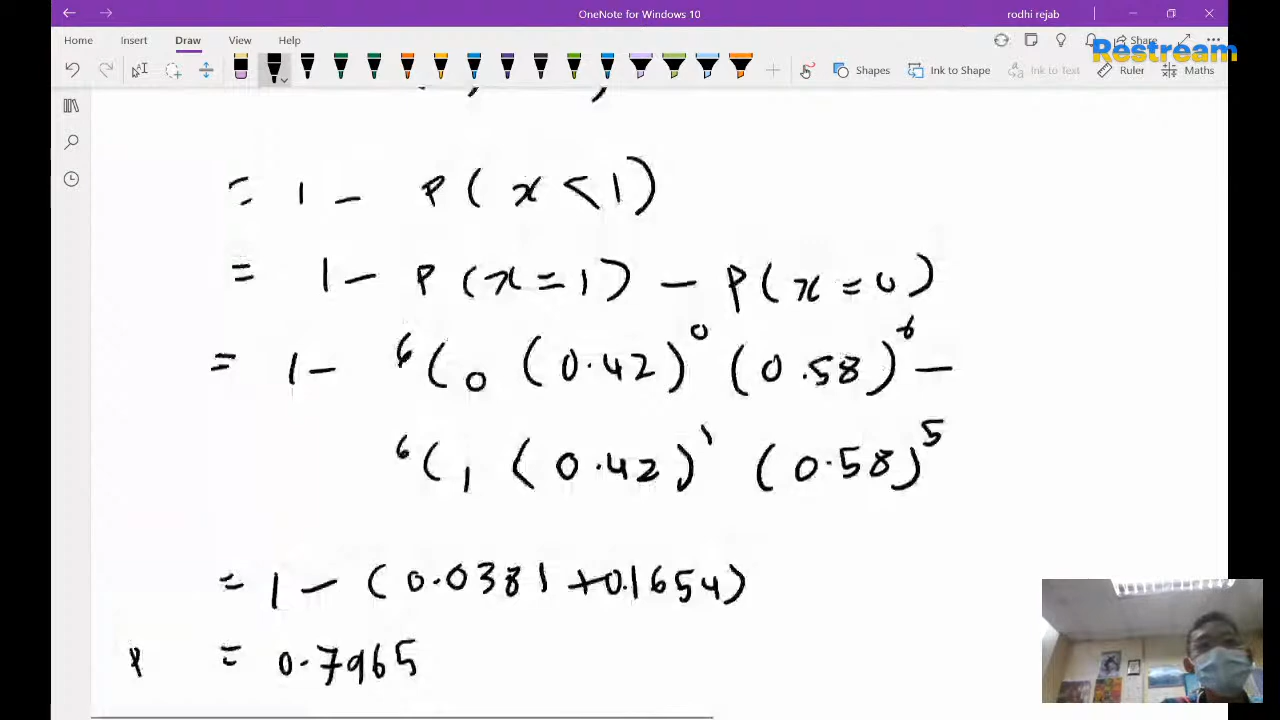 OneNote for Windows 10
rodhi rejab
Home Insert Draw View Help
Share
Restream
Shapes Ink to Shape Ink to Text Ruler Maths
= 1 - P(x < 1)
= 1 - P(x = 1) - P(x = 0)
= 1 - ⁶C₀ (0.42)⁰ (0.58)⁶ -
⁶C₁ (0.42)¹ (0.58)⁵
= 1 - (0.0381 + 0.1654)
= 0.7965